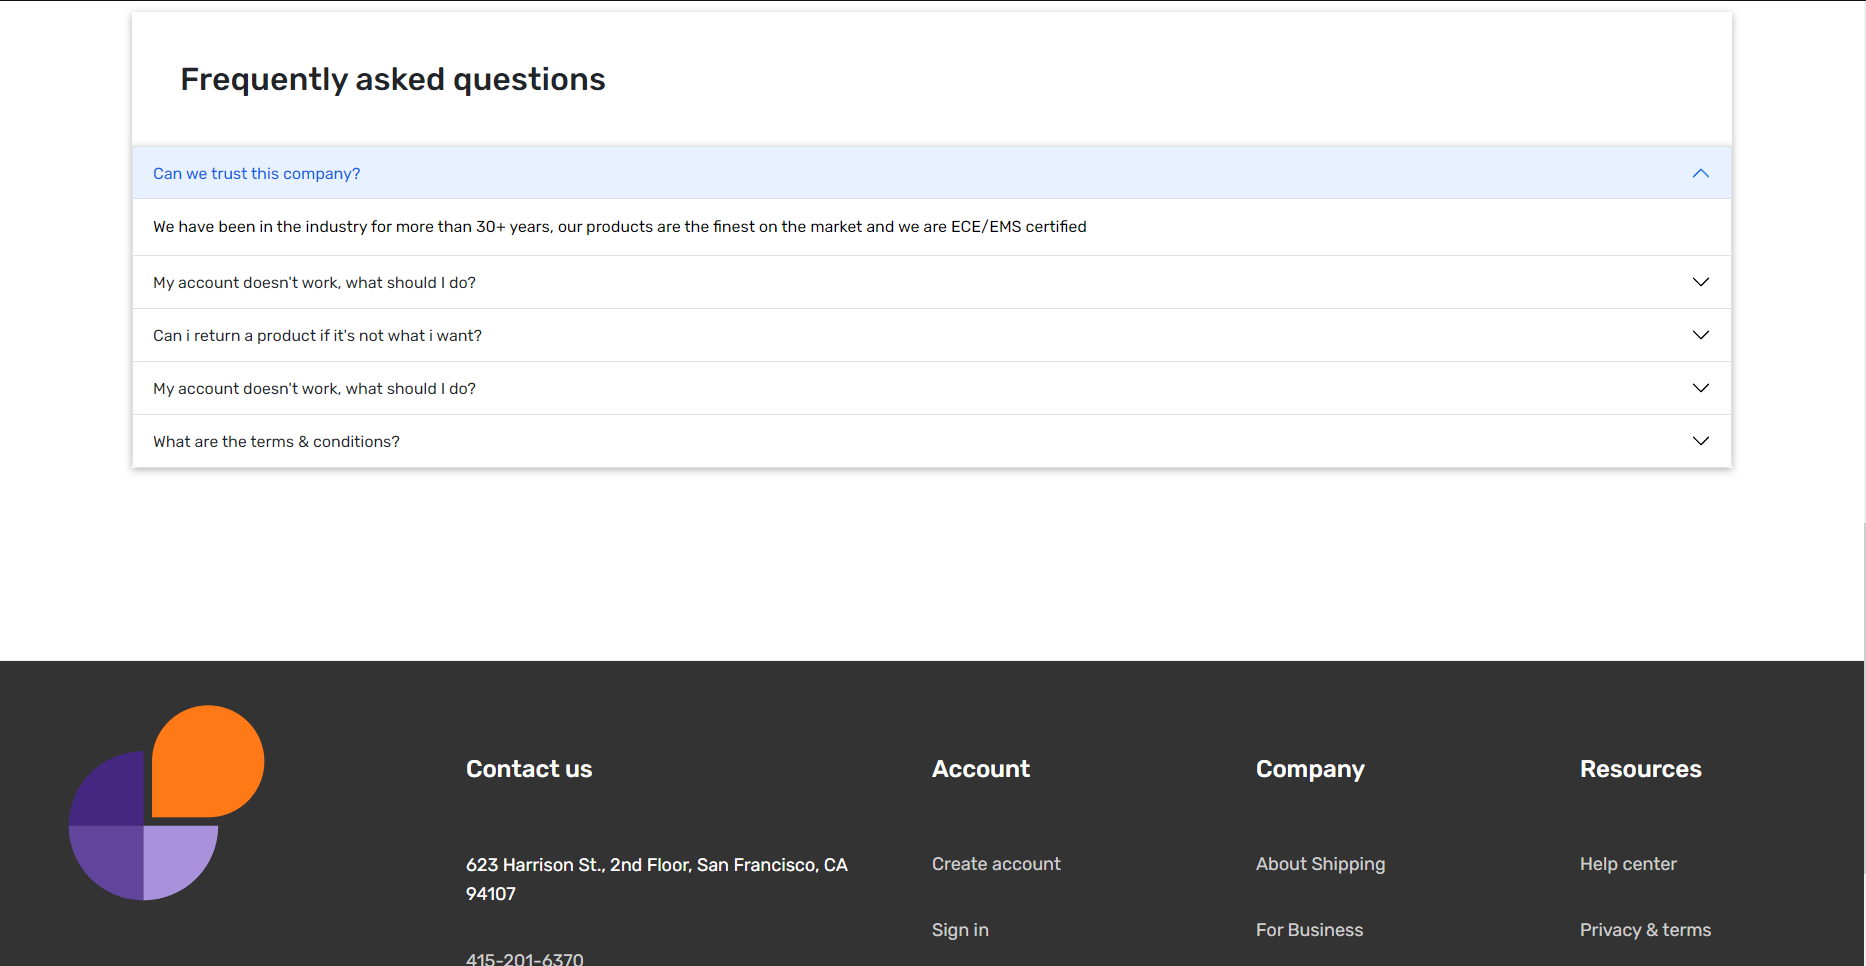 Frequently asked questions
Can we trust this company?
We have been in the industry for more than 30+ years, our products are the finest on the market and we are ECE/EMS certified
My account doesn't work, what should I do?
Can i return a product if it's not what i want?
My account doesn't work, what should I do?
What are the terms & conditions?
Contact us
623 Harrison St., 2nd Floor, San Francisco, CA
94107
415-201-6370
Account
Create account
Sign in
Company
About Shipping
For Business
Resources
Help center
Privacy & terms